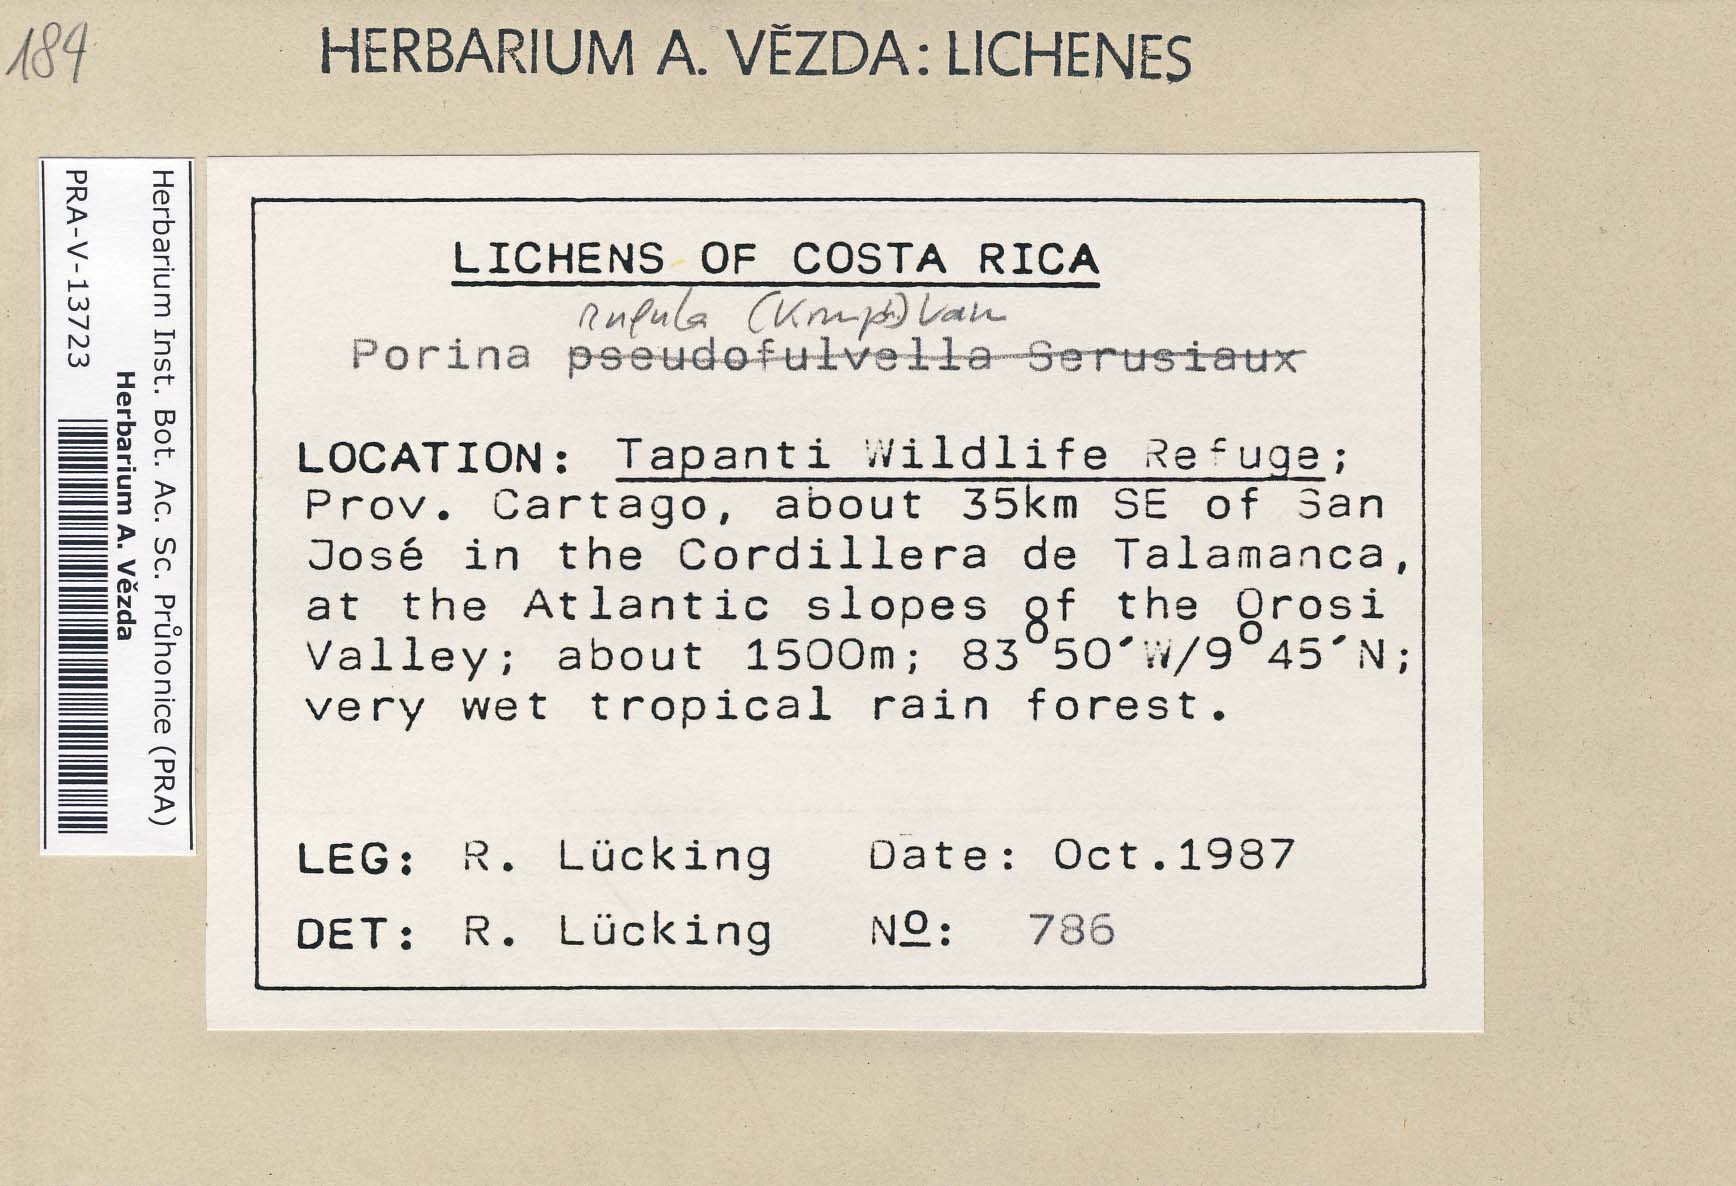 184
HERBARIUM A. VĚZDA: LICHENES
Herbarium Inst. Bot. Ac. Sc. Průhonice (PRA)
Herbarium A. Vězda
PRA-V-13723
LICHENS OF COSTA RICA
rufula (Kremp.) Vain
Porina pseudofulvella Serusiaux
LOCATION: Tapanti Wildlife Refuge;
Prov. Cartago, about 35km SE of San
José in the Cordillera de Talamanca,
at the Atlantic slopes of the Orosi
Valley; about 1500m; 83°50´W/9°45´N;
very wet tropical rain forest.
LEG: R. Lücking Date: Oct.1987
DET: R. Lücking Nº: 786